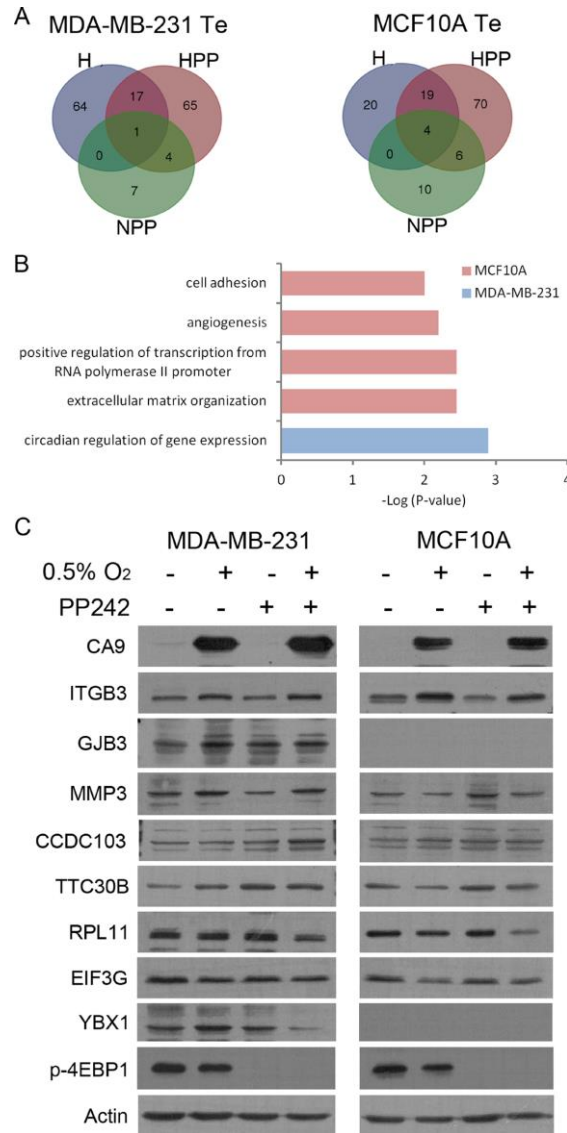 A
MDA-MB-231 Te
MCF10A Te
H
HPP
H
HPP
64
17
65
20
19
70
1
4
0
4
0
6
7
10
NPP
NPP
B
MCF10A
MDA-MB-231
cell adhesion
angiogenesis
positive regulation of transcription from
RNA polymerase II promoter
extracellular matrix organization
circadian regulation of gene expression
0 1 2 3 4
-Log (P-value)
C
MDA-MB-231
MCF10A
0.5% O₂ - + - + - + - +
PP242 - - + + - - + +
CA9
ITGB3
GJB3
MMP3
CCDC103
TTC30B
RPL11
EIF3G
YBX1
p-4EBP1
Actin